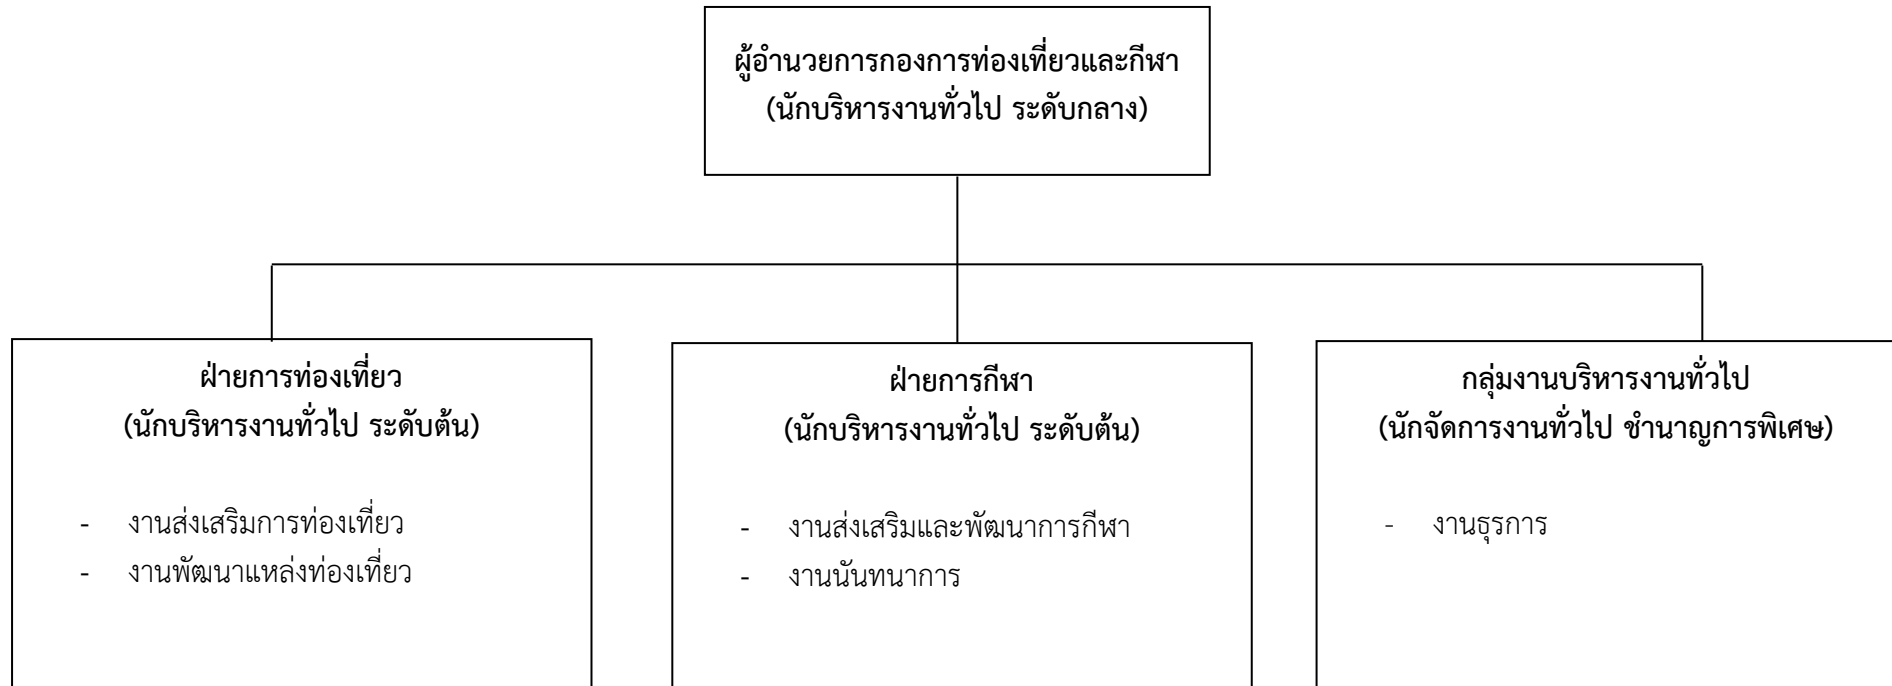 ผู้อำนวยการกองการท่องเที่ยวและกีฬา
(นักบริหารงานทั่วไป ระดับกลาง)
ฝ่ายการท่องเที่ยว
(นักบริหารงานทั่วไป ระดับต้น)
- งานส่งเสริมการท่องเที่ยว
- งานพัฒนาแหล่งท่องเที่ยว
ฝ่ายการกีฬา
(นักบริหารงานทั่วไป ระดับต้น)
- งานส่งเสริมและพัฒนาการกีฬา
- งานนันทนาการ
กลุ่มงานบริหารงานทั่วไป
(นักจัดการงานทั่วไป ชำนาญการพิเศษ)
- งานธุรการ